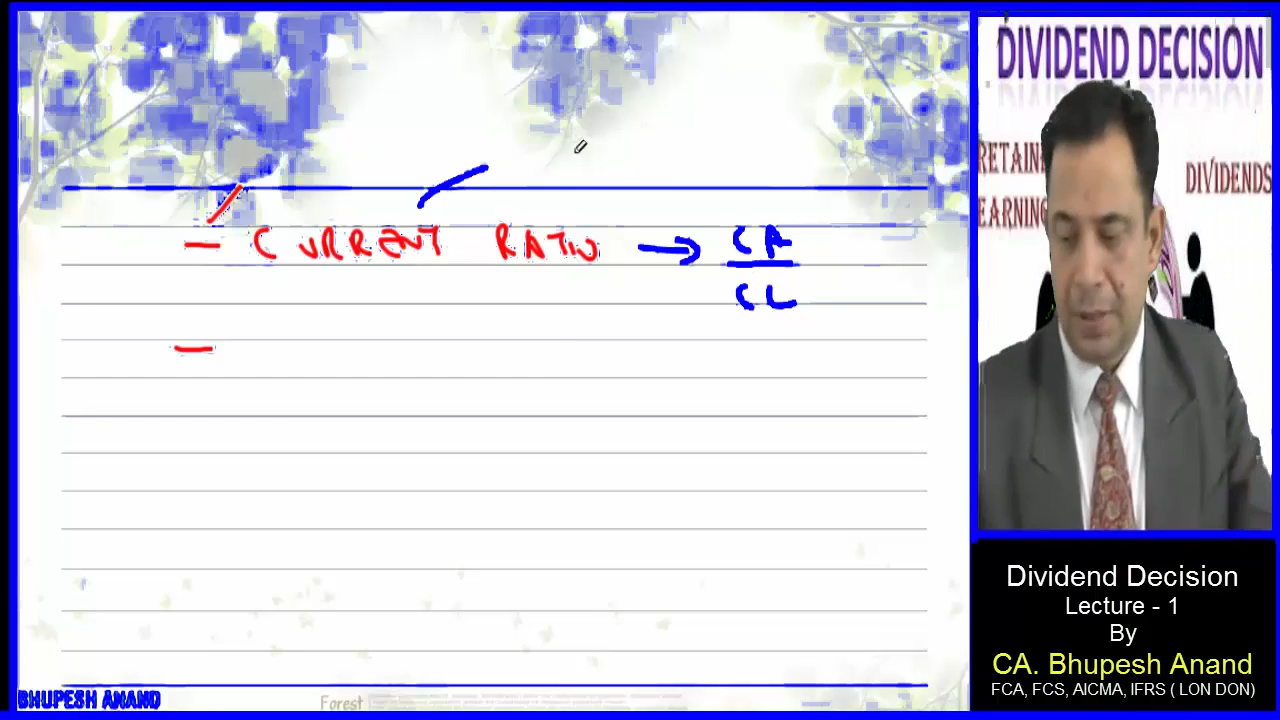 - CURRENT RATIO → CA
CL
-
BHUPESH ANAND
Forest
DIVIDEND DECISION
RETAIN
EARNING
DIVIDENDS
Dividend Decision
Lecture - 1
By
CA. Bhupesh Anand
FCA, FCS, AICMA, IFRS ( LON DON)